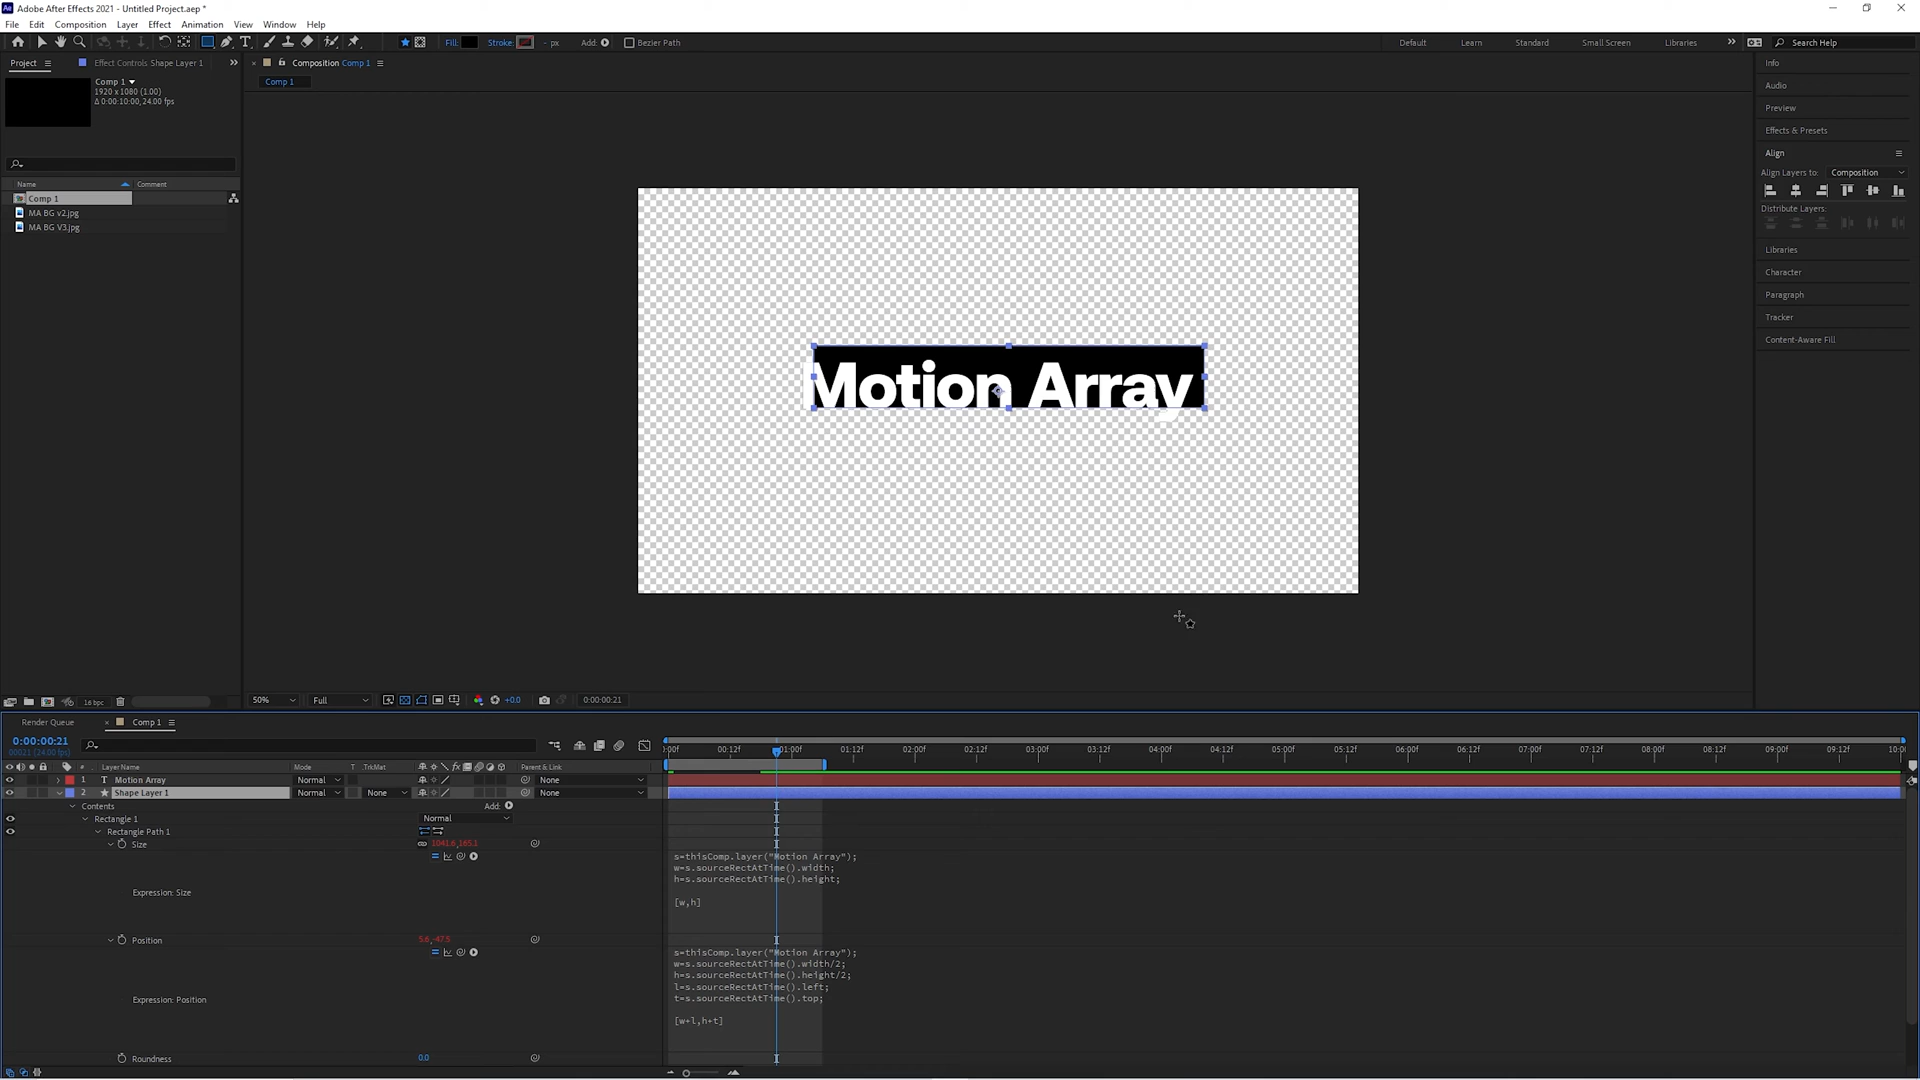 Adobe After Effects 2021 - Untitled Project.aep *
File Edit Composition Layer Effect Animation View Window Help
Fill: Stroke: - px Add: Bezier Path Default Learn Standard Small Screen Libraries Search Help
Project Effect Controls Shape Layer 1 Composition Comp 1 Info
Comp 1
1920 x 1080 (1.00)
Δ 0:00:10:00, 24.00 fps
Comp 1
Audio
Preview
Effects & Presets
Align
Align Layers to: Composition
Distribute Layers:
Libraries
Character
Paragraph
Tracker
Content-Aware Fill
Name Comment
Comp 1
MA BG v2.jpg
MA BG V3.jpg
Motion Array
16 bpc 50% Full +0.0 0:00:00:21
Render Queue Comp 1
0:00:00:21
00021 (24.00 fps)
:00f 00:12f 01:00f 01:12f 02:00f 02:12f 03:00f 03:12f 04:00f 04:12f 05:00f 05:12f 06:00f 06:12f 07:00f 07:12f 08:00f 08:12f 09:00f 09:12f 10:0
# Layer Name Mode T TrkMat Parent & Link
1 T Motion Array Normal None
2 Shape Layer 1 Normal None None
Contents Add:
Rectangle 1 Normal
Rectangle Path 1
Size 1041.6,165.1
s=thisComp.layer("Motion Array");
w=s.sourceRectAtTime().width;
h=s.sourceRectAtTime().height;
Expression: Size
[w,h]
Position 5.6,-47.5
s=thisComp.layer("Motion Array");
w=s.sourceRectAtTime().width/2;
h=s.sourceRectAtTime().height/2;
l=s.sourceRectAtTime().left;
t=s.sourceRectAtTime().top;
Expression: Position
[w+l,h+t]
Roundness 0.0